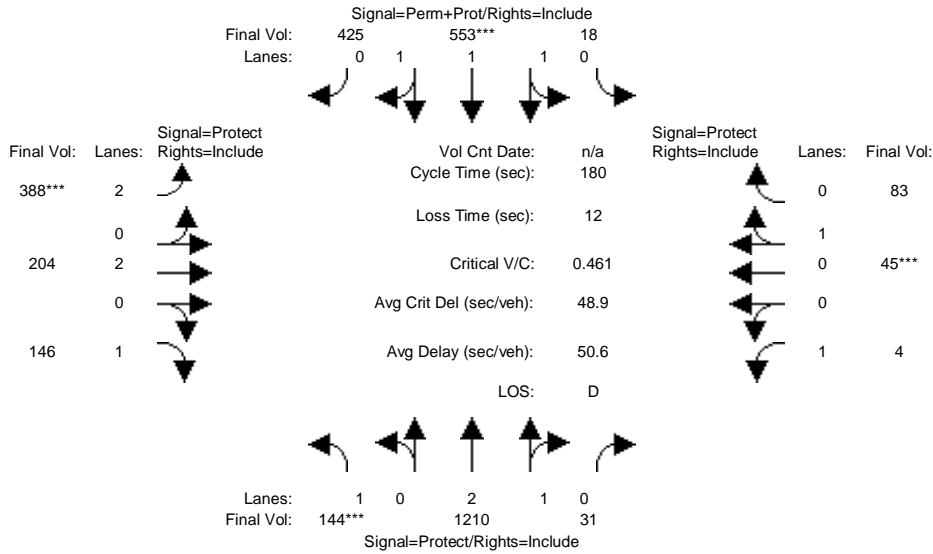 Signal=Perm+Prot/Rights=Include
Final Vol: 425 553*** 18
Lanes: 0 1 1 1 0
Signal=Protect
Final Vol: Lanes: Rights=Include
Vol Cnt Date: n/a
Signal=Protect
Rights=Include Lanes: Final Vol:
Cycle Time (sec): 180
388*** 2
0 83
Loss Time (sec): 12
0
1
204 2
Critical V/C: 0.461
0 45***
0
Avg Crit Del (sec/veh): 48.9
0
146 1
Avg Delay (sec/veh): 50.6
1 4
LOS: D
Lanes: 1 0 2 1 0
Final Vol: 144*** 1210 31
Signal=Protect/Rights=Include